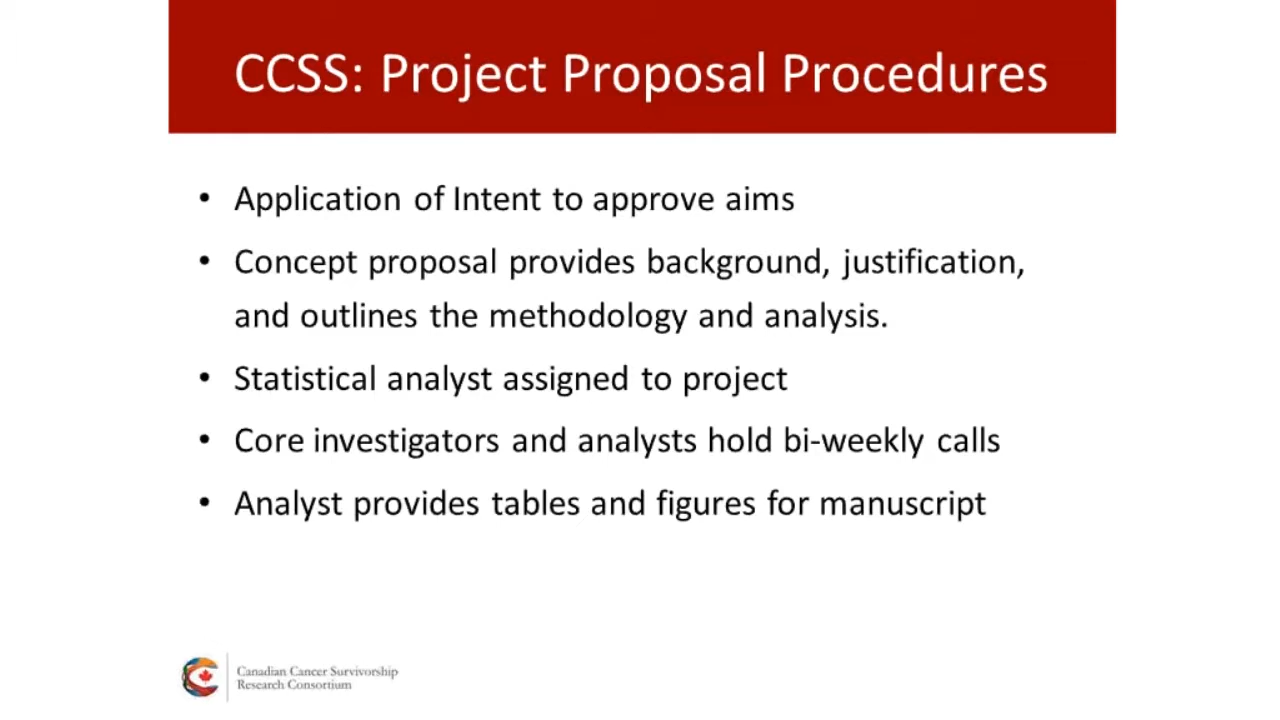 CCSS: Project Proposal Procedures
• Application of Intent to approve aims
• Concept proposal provides background, justification,
and outlines the methodology and analysis.
• Statistical analyst assigned to project
• Core investigators and analysts hold bi-weekly calls
• Analyst provides tables and figures for manuscript
Canadian Cancer Survivorship
Research Consortium